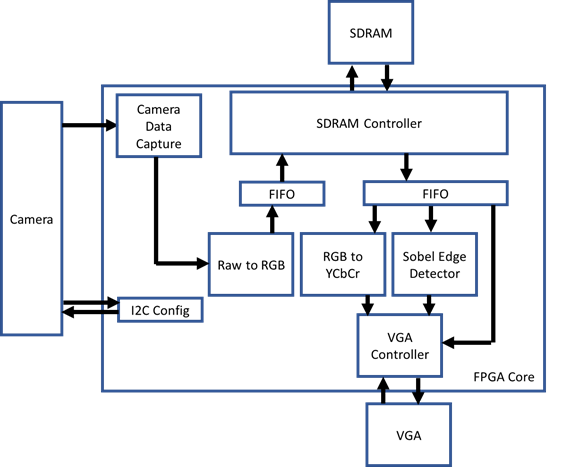 SDRAM
Camera
Data
Capture
SDRAM Controller
FIFO
FIFO
Camera
Raw to RGB
RGB to
YCbCr
Sobel Edge
Detector
I2C Config
VGA
Controller
FPGA Core
VGA